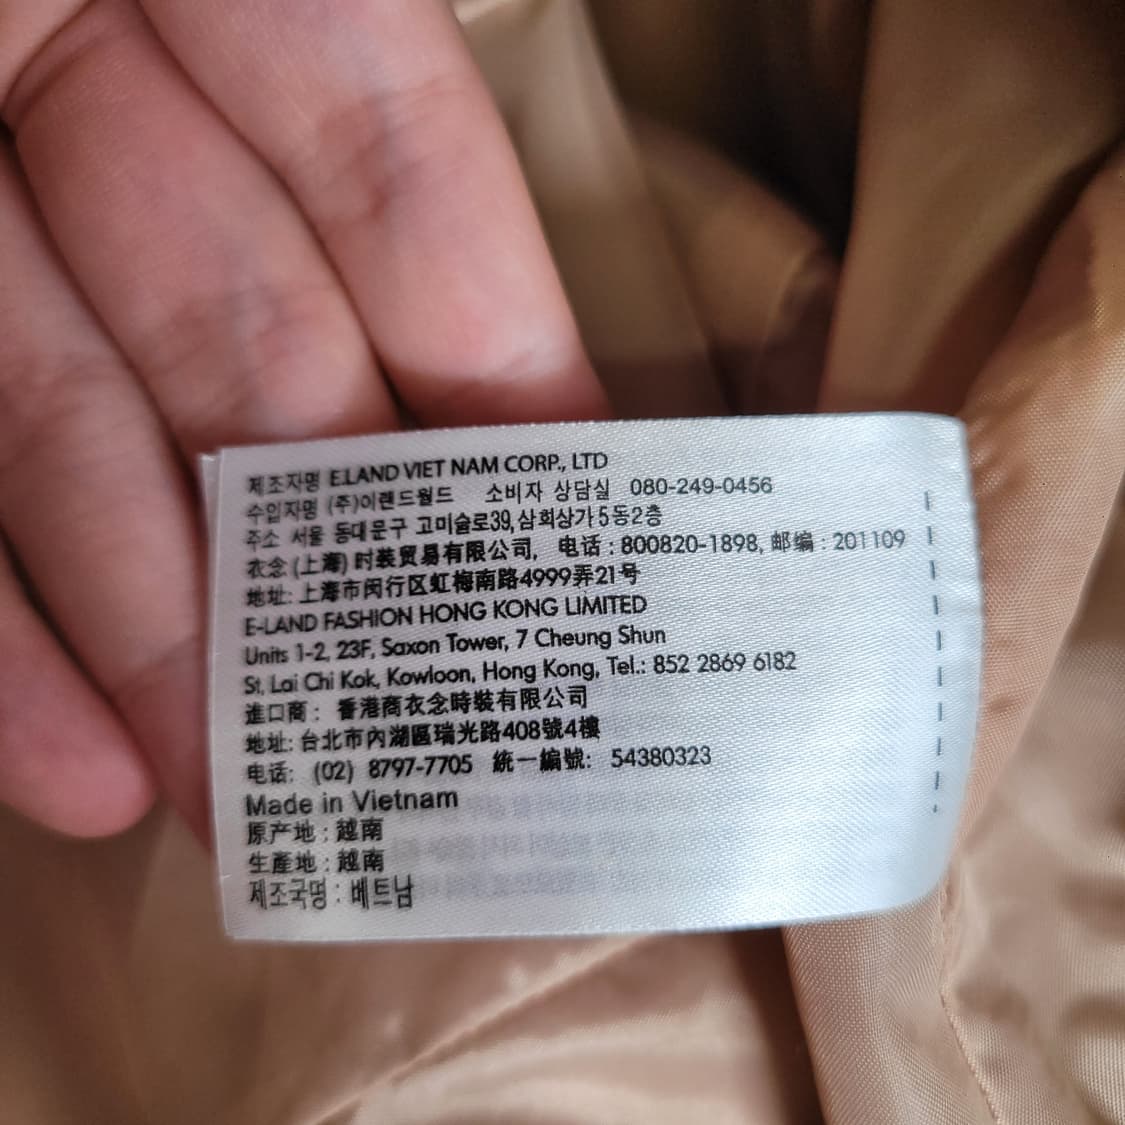 제조자명 E.LAND VIET NAM CORP., LTD
수입자명 (주)이랜드월드 소비자 상담실 080-249-0456
주소 서울 동대문구 고미술로39,삼희상가5동2층
衣念(上海)时装贸易有限公司, 电话:800820-1898, 邮编:201109
地址:上海市闵行区虹梅南路4999弄21号
E-LAND FASHION HONG KONG LIMITED
Units 1-2, 23F, Saxon Tower, 7 Cheung Shun
St, Lai Chi Kok, Kowloon, Hong Kong, Tel.: 852 2869 6182
進口商: 香港商衣念時裝有限公司
地址:台北市內湖區瑞光路408號4樓
电话: (02) 8797-7705 統一編號: 54380323
Made in Vietnam
原产地:越南
生產地:越南
제조국명:베트남